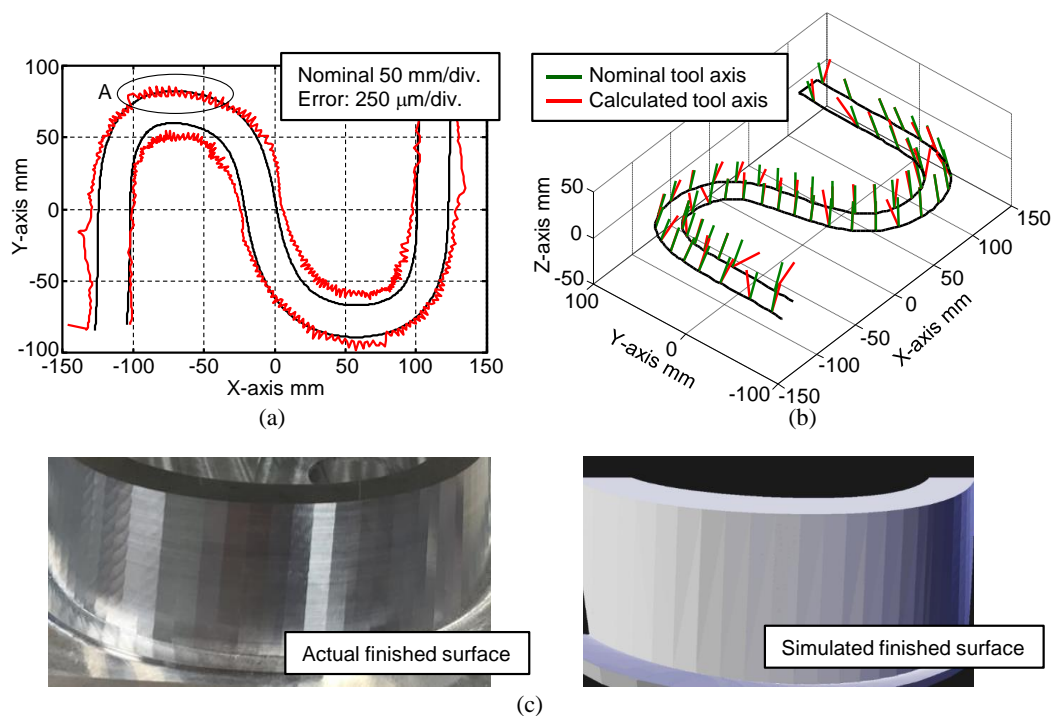 100
50
0
-50
-100
Y-axis mm
-150
-100
-50
0
50
100
150
X-axis mm
A
Nominal 50 mm/div.
Error: 250 μm/div.
(a)
Nominal tool axis
Calculated tool axis
50
0
-50
Z-axis mm
100
0
-100
Y-axis mm
-150
-100
-50
0
50
100
150
X-axis mm
(b)
Actual finished surface
Simulated finished surface
(c)